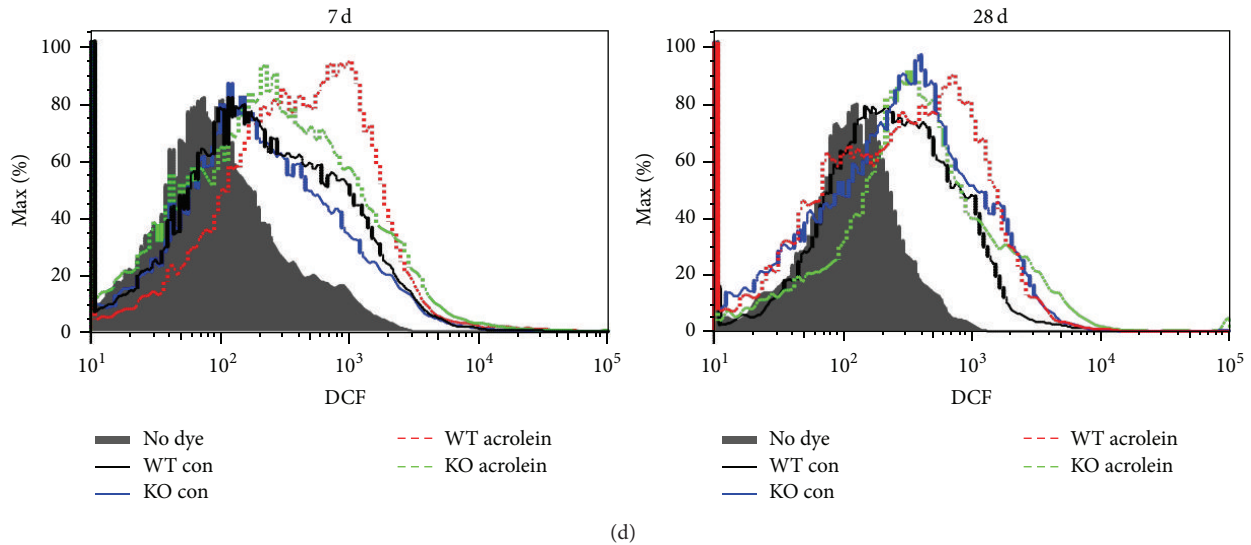 7 d
100
80
60
40
20
0
Max (%)
10¹ 10² 10³ 10⁴ 10⁵
DCF
No dye
WT con
KO con
WT acrolein
KO acrolein
28 d
100
80
60
40
20
0
Max (%)
10¹ 10² 10³ 10⁴ 10⁵
DCF
No dye
WT con
KO con
WT acrolein
KO acrolein
(d)